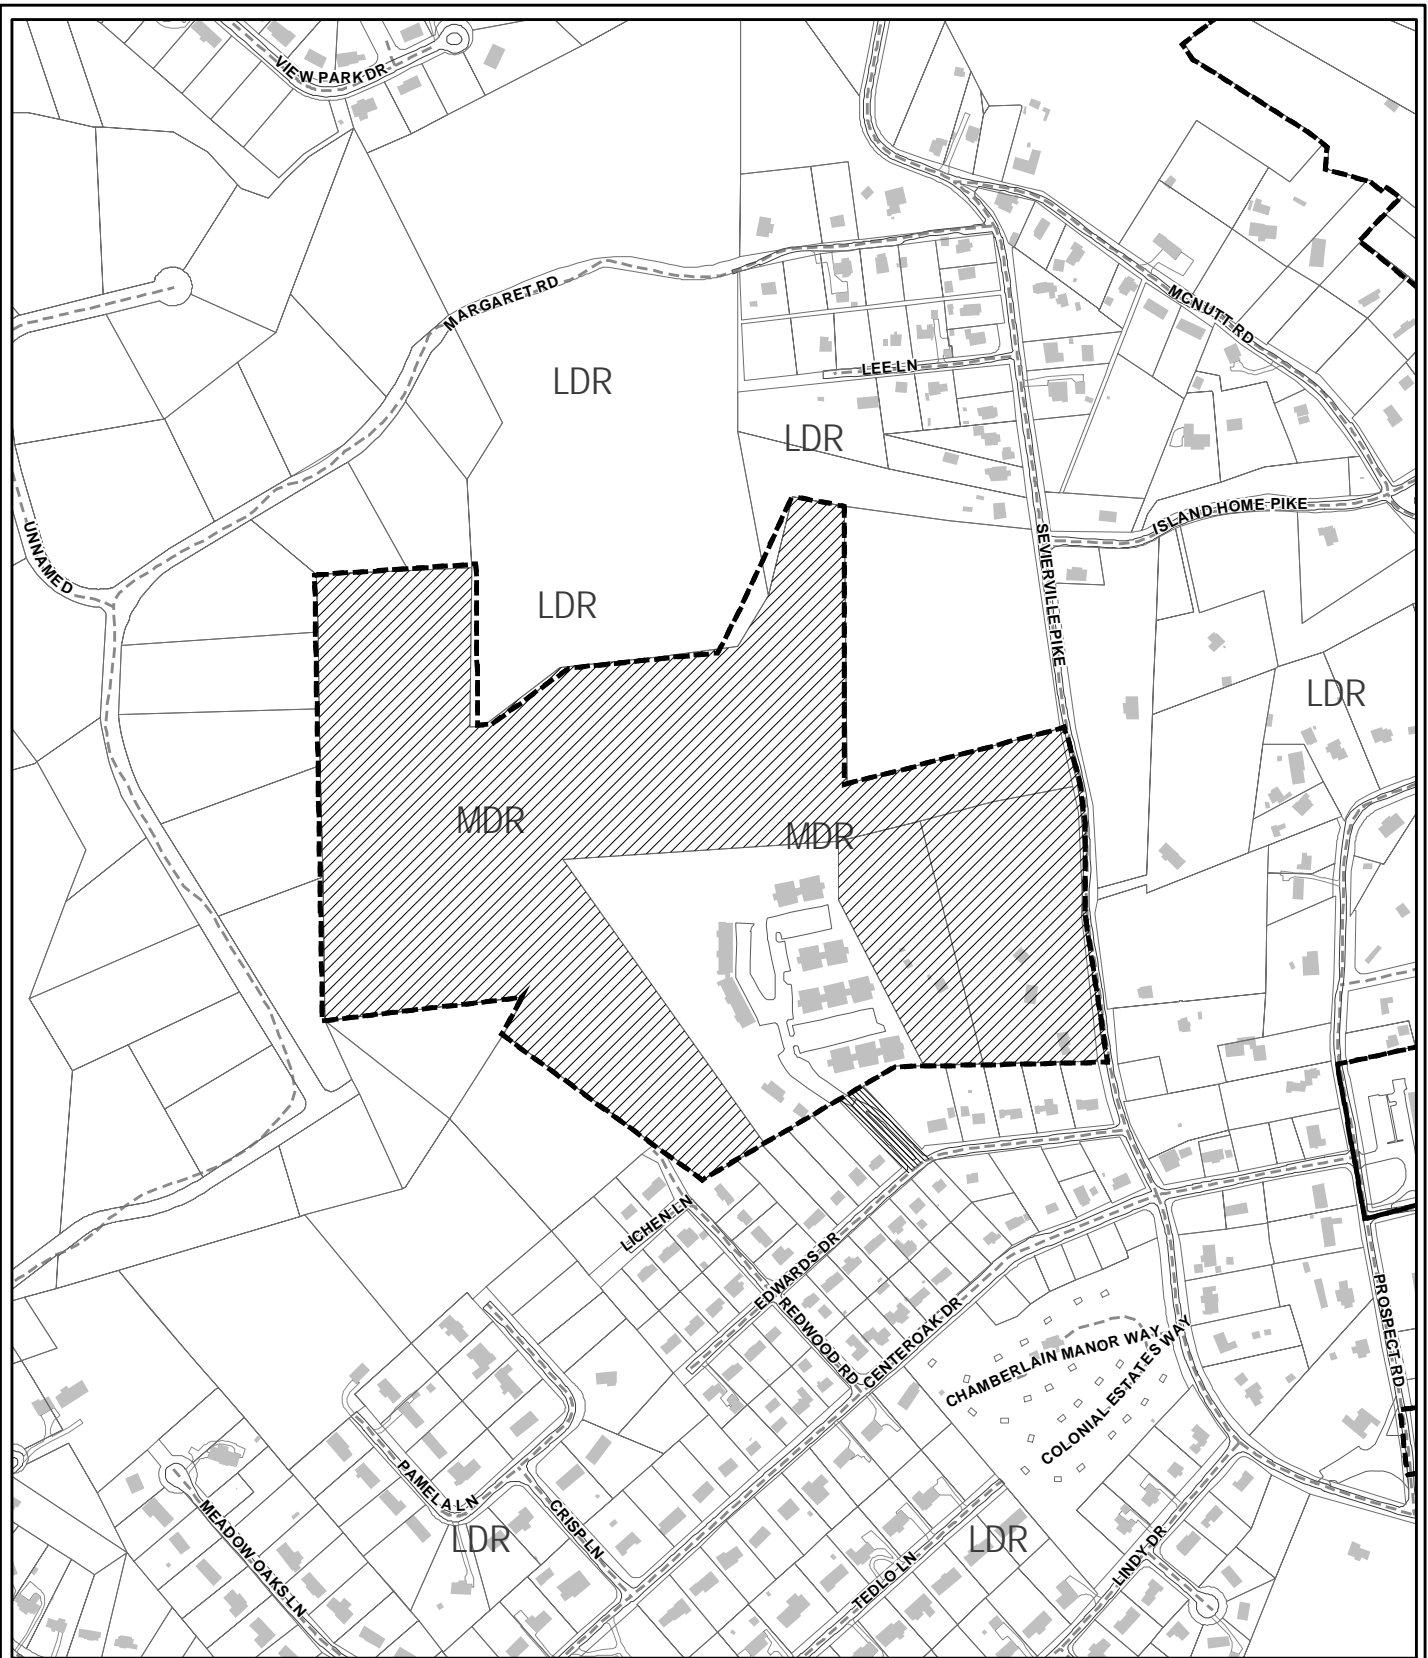 VIEW PARK DR
MARGARET RD
MCNUTT RD
LEE LN
LDR
LDR
ISLAND HOME PIKE
UNNAMED
SEVIERVILLE PIKE
LDR
LDR
MDR
MDR
LICHEN LN
EDWARDS DR
REDWOOD RD
CENTEROAK DR
CHAMBERLAIN MANOR WAY
COLONIAL ESTATES WAY
PROSPECT RD
PAMELA LN
CRISP LN
MEADOW OAKS LN
LDR
LDR
TEDLO LN
LINDY DR